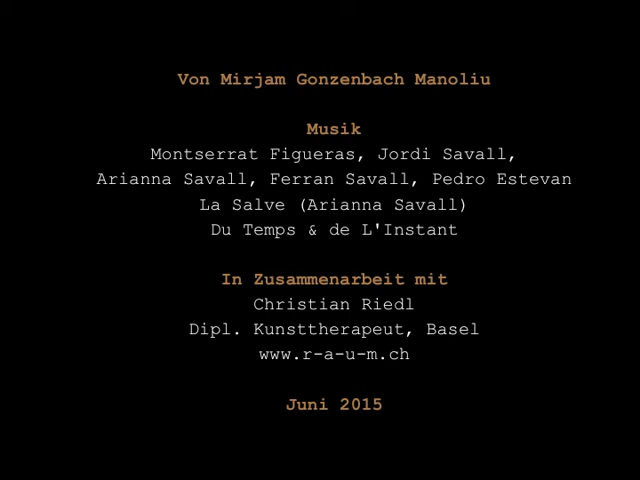 Von Mirjam Gonzenbach Manoliu
Musik
Montserrat Figueras, Jordi Savall,
Arianna Savall, Ferran Savall, Pedro Estevan
La Salve (Arianna Savall)
Du Temps & de L'Instant
In Zusammenarbeit mit
Christian Riedl
Dipl. Kunsttherapeut, Basel
www.r-a-u-m.ch
Juni 2015